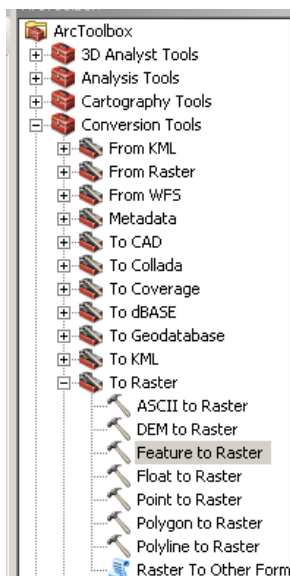 ArcToolbox
3D Analyst Tools
Analysis Tools
Cartography Tools
Conversion Tools
From KML
From Raster
From WFS
Metadata
To CAD
To Collada
To Coverage
To dBASE
To Geodatabase
To KML
To Raster
ASCII to Raster
DEM to Raster
Feature to Raster
Float to Raster
Point to Raster
Polygon to Raster
Polyline to Raster
Raster To Other Form